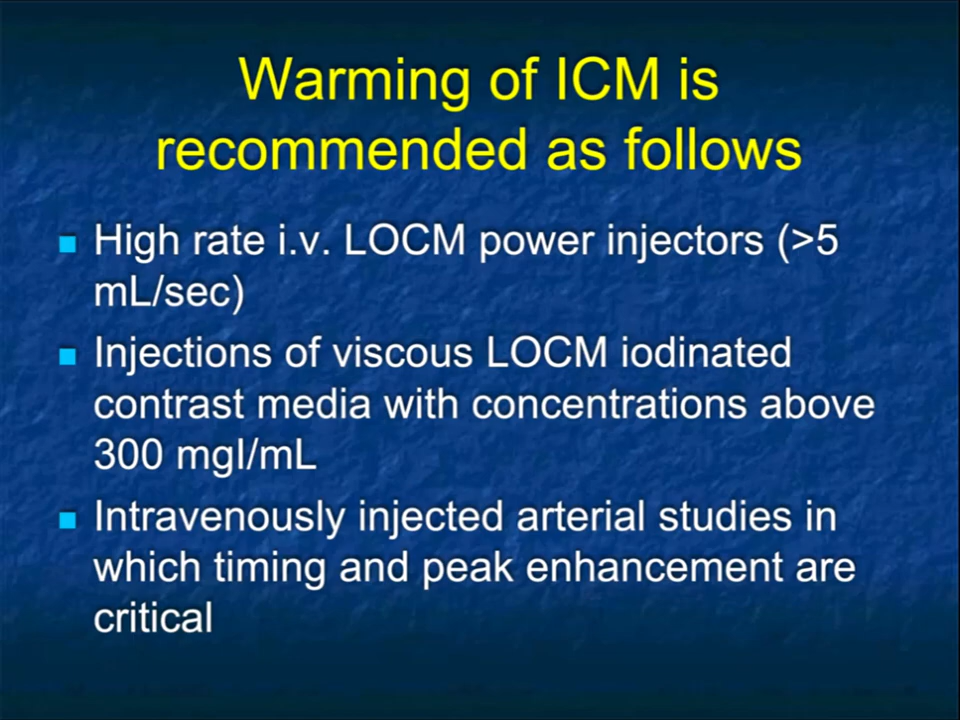 Warming of ICM is
recommended as follows
High rate i.v. LOCM power injectors (>5
mL/sec)
Injections of viscous LOCM iodinated
contrast media with concentrations above
300 mgI/mL
Intravenously injected arterial studies in
which timing and peak enhancement are
critical